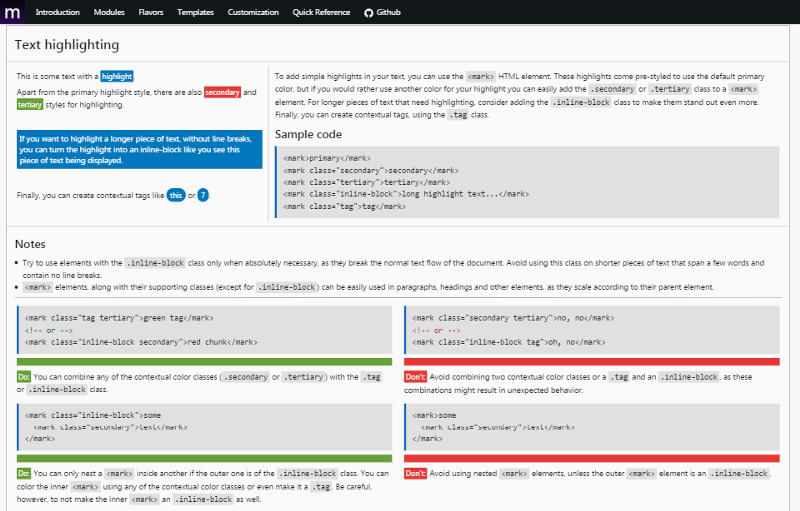 m Introduction Modules Flavors Templates Customization Quick Reference Github
Text highlighting
This is some text with a highlight.
Apart from the primary highlight style, there are also secondary and
tertiary styles for highlighting.
If you want to highlight a longer piece of text, without line breaks,
you can turn the highlight into an inline-block like you see this
piece of text being displayed.
Finally, you can create contextual tags like this or 7.
To add simple highlights in your text, you can use the <mark> HTML element. These highlights come pre-styled to use the default primary
color, but if you would rather use another color for your highlight you can easily add the .secondary or .tertiary class to a <mark>
element. For longer pieces of text that need highlighting, consider adding the .inline-block class to make them stand out even more.
Finally, you can create contextual tags, using the .tag class.
Sample code
<mark>primary</mark>
<mark class="secondary">secondary</mark>
<mark class="tertiary">tertiary</mark>
<mark class="inline-block">long highlight text...</mark>
<mark class="tag">tag</mark>
Notes
• Try to use elements with the .inline-block class only when absolutely necessary, as they break the normal text flow of the document. Avoid using this class on shorter pieces of text that span a few words and
contain no line breaks.
• <mark> elements, along with their supporting classes (except for .inline-block) can be easily used in paragraphs, headings and other elements, as they scale according to their parent element.
<mark class="tag tertiary">green tag</mark>
<!-- or -->
<mark class="inline-block secondary">red chunk</mark>
Do: You can combine any of the contextual color classes (.secondary or .tertiary) with the .tag
or .inline-block class.
<mark class="secondary tertiary">no, no</mark>
<!-- or -->
<mark class="inline-block tag">oh, no</mark>
Don't: Avoid combining two contextual color classes or a .tag and an .inline-block, as these
combinations might result in unexpected behavior.
<mark class="inline-block">some
<mark class="secondary">text</mark>
</mark>
Do: You can only nest a <mark> inside another if the outer one is of the .inline-block class. You can
color the inner <mark> using any of the contextual color classes or even make it a .tag. Be careful,
however, to not make the inner <mark> an .inline-block as well.
<mark>some
<mark class="secondary">text</mark>
</mark>
Don't: Avoid using nested <mark> elements, unless the outer <mark> element is an .inline-block.